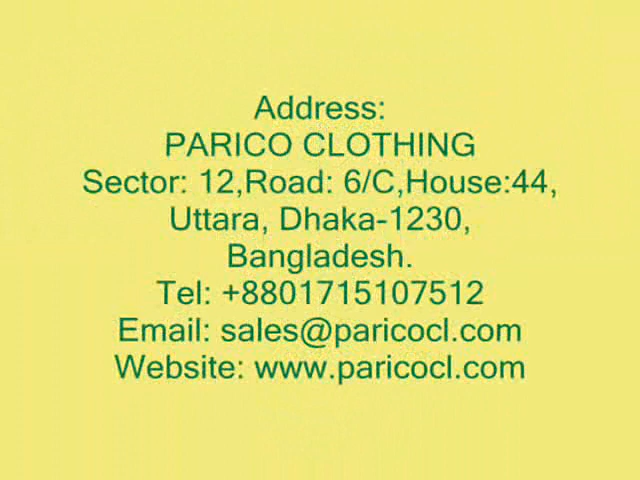 Address:
PARICO CLOTHING
Sector: 12,Road: 6/C,House:44,
Uttara, Dhaka-1230,
Bangladesh.
Tel: +8801715107512
Email: sales@paricocl.com
Website: www.paricocl.com